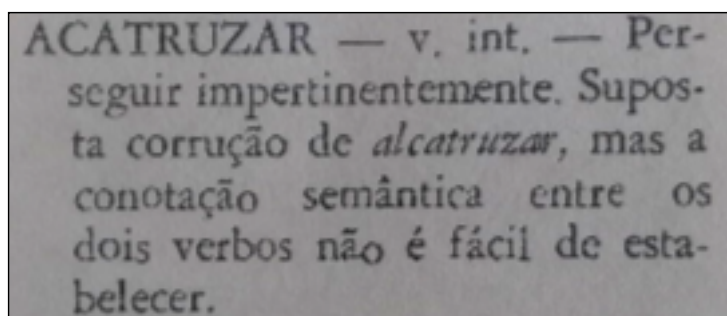 ACATRUZAR — v. int. — Per-
seguir impertinentemente. Supos-
ta corrução de alcatruzar, mas a
conotação semântica entre os
dois verbos não é fácil de esta-
belecer.